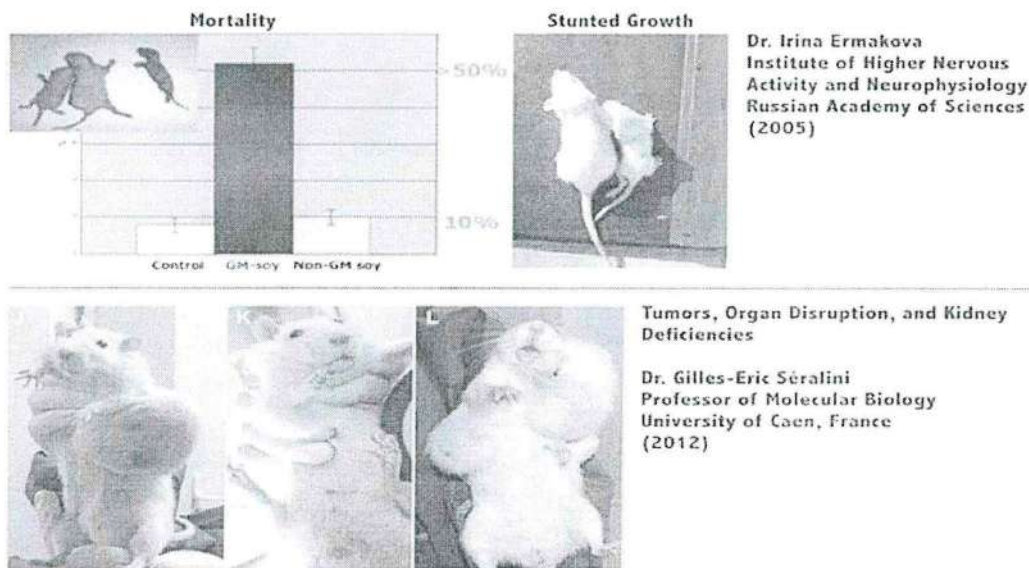 Mortality
>50%
10%
Control GM-soy Non-GM soy
Stunted Growth
Dr. Irina Ermakova
Institute of Higher Nervous
Activity and Neurophysiology
Russian Academy of Sciences
(2005)
J K L
Tumors, Organ Disruption, and Kidney
Deficiencies
Dr. Gilles-Eric Séralini
Professor of Molecular Biology
University of Caen, France
(2012)